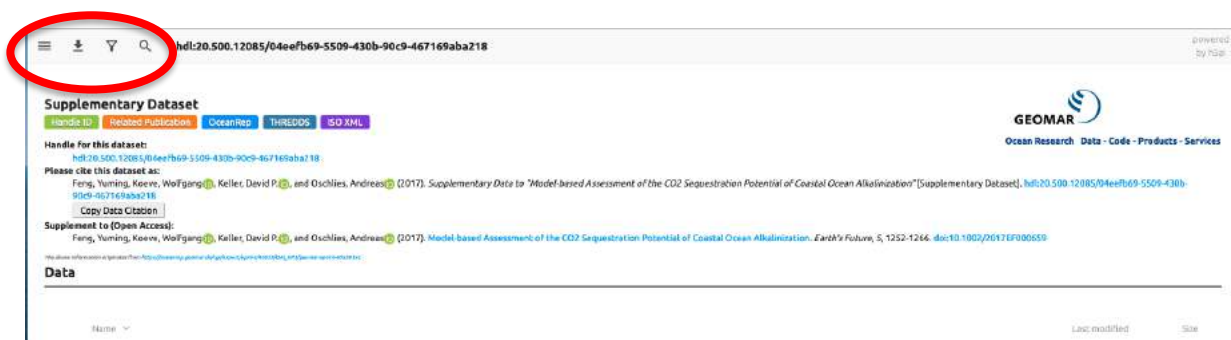 hdl:20.500.12085/04eefb69-5509-430b-90c9-467169aba218
powered
by h5ai
Supplementary Dataset
Handle ID Related Publication OceanRep THREDDS ISO XML
GEOMAR
Ocean Research Data - Code - Products - Services
Handle for this dataset:
hdl:20.500.12085/04eefb69-5509-430b-90c9-467169aba218
Please cite this dataset as:
Feng, Yuming, Koeve, Wolfgang, Keller, David P., and Oschlies, Andreas (2017). Supplementary Data to "Model-based Assessment of the CO2 Sequestration Potential of Coastal Ocean Alkalinization" [Supplementary Dataset]. hdl:20.500.12085/04eefb69-5509-430b-
90c9-467169aba218
Copy Data Citation
Supplement to (Open Access):
Feng, Yuming, Koeve, Wolfgang, Keller, David P., and Oschlies, Andreas (2017). Model-based Assessment of the CO2 Sequestration Potential of Coastal Ocean Alkalinization. Earth's Future, 5, 1252-1266. doi:10.1002/2017EF000659
Data
Name Last modified Size